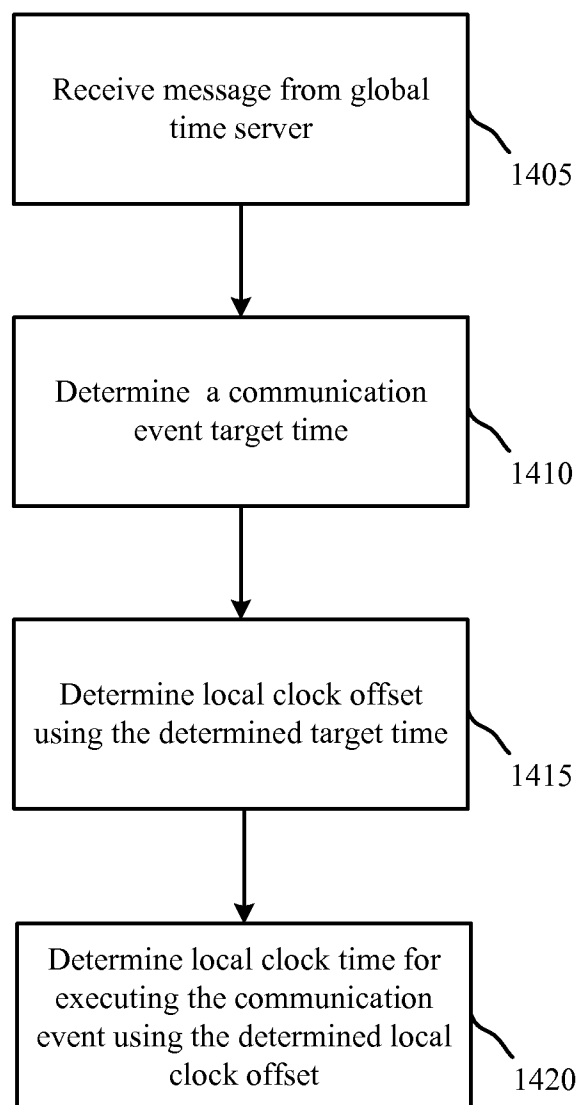 Receive message from global
time server
1405
Determine a communication
event target time
1410
Determine local clock offset
using the determined target time
1415
Determine local clock time for
executing the communication
event using the determined local
clock offset
1420